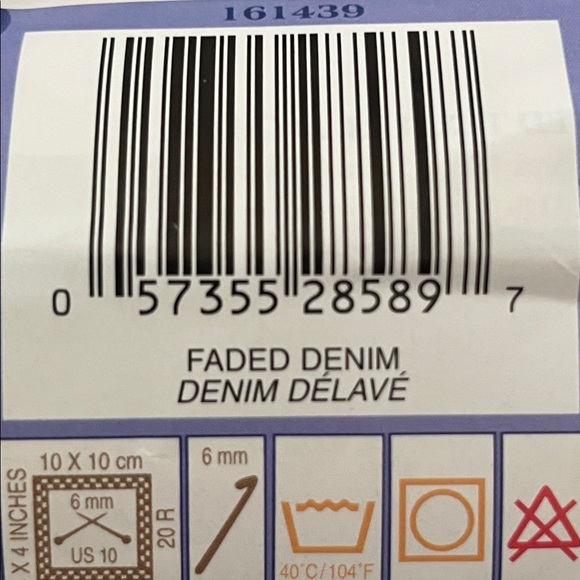 161439
0 57355 28589 7
FADED DENIM
DENIM DÉLAVÉ
10 X 10 cm
X 4 INCHES
6 mm
US 10
20 R
6 mm
40°C/104°F